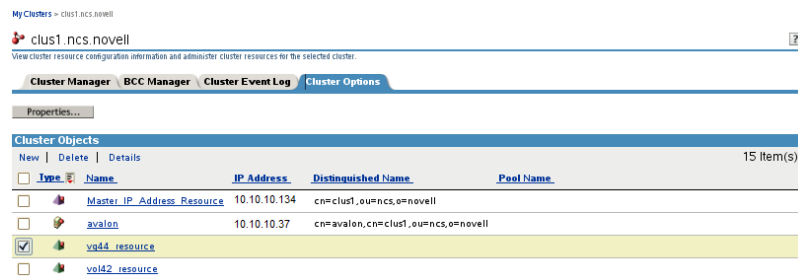 My Clusters > clus1.ncs.novell
clus1.ncs.novell ?
View cluster resource configuration information and administer cluster resources for the selected cluster.
Cluster Manager BCC Manager Cluster Event Log Cluster Options
Properties...
Cluster Objects
New | Delete | Details 15 Item(s)
Type Name IP Address Distinguished Name Pool Name
Master_IP_Address_Resource 10.10.10.134 cn=clus1,ou=ncs,o=novell
avalon 10.10.10.37 cn=avalon,cn=clus1,ou=ncs,o=novell
vg44_resource
vol42_resource